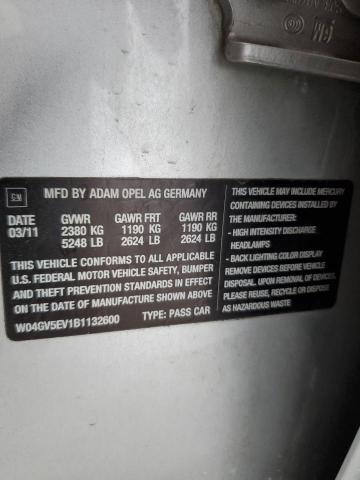 GM
MFD BY ADAM OPEL AG GERMANY
DATE GVWR GAWR FRT GAWR RR
03/11 2380 KG 1190 KG 1190 KG
5248 LB 2624 LB 2624 LB
THIS VEHICLE CONFORMS TO ALL APPLICABLE
U.S. FEDERAL MOTOR VEHICLE SAFETY, BUMPER
AND THEFT PREVENTION STANDARDS IN EFFECT
ON THE DATE OF MANUFACTURE SHOWN ABOVE
W04GV5EV1B1132600 TYPE: PASS CAR
THIS VEHICLE MAY INCLUDE MERCURY
CONTAINING DEVICES INSTALLED BY
THE MANUFACTURER:
- HIGH INTENSITY DISCHARGE
HEADLAMPS
- BACK LIGHTING COLOR DISPLAY
REMOVE DEVICES BEFORE VEHICLE
DISPOSAL. UPON REMOVAL OF DEVICES
PLEASE REUSE, RECYCLE OR DISPOSE
AS HAZARDOUS WASTE